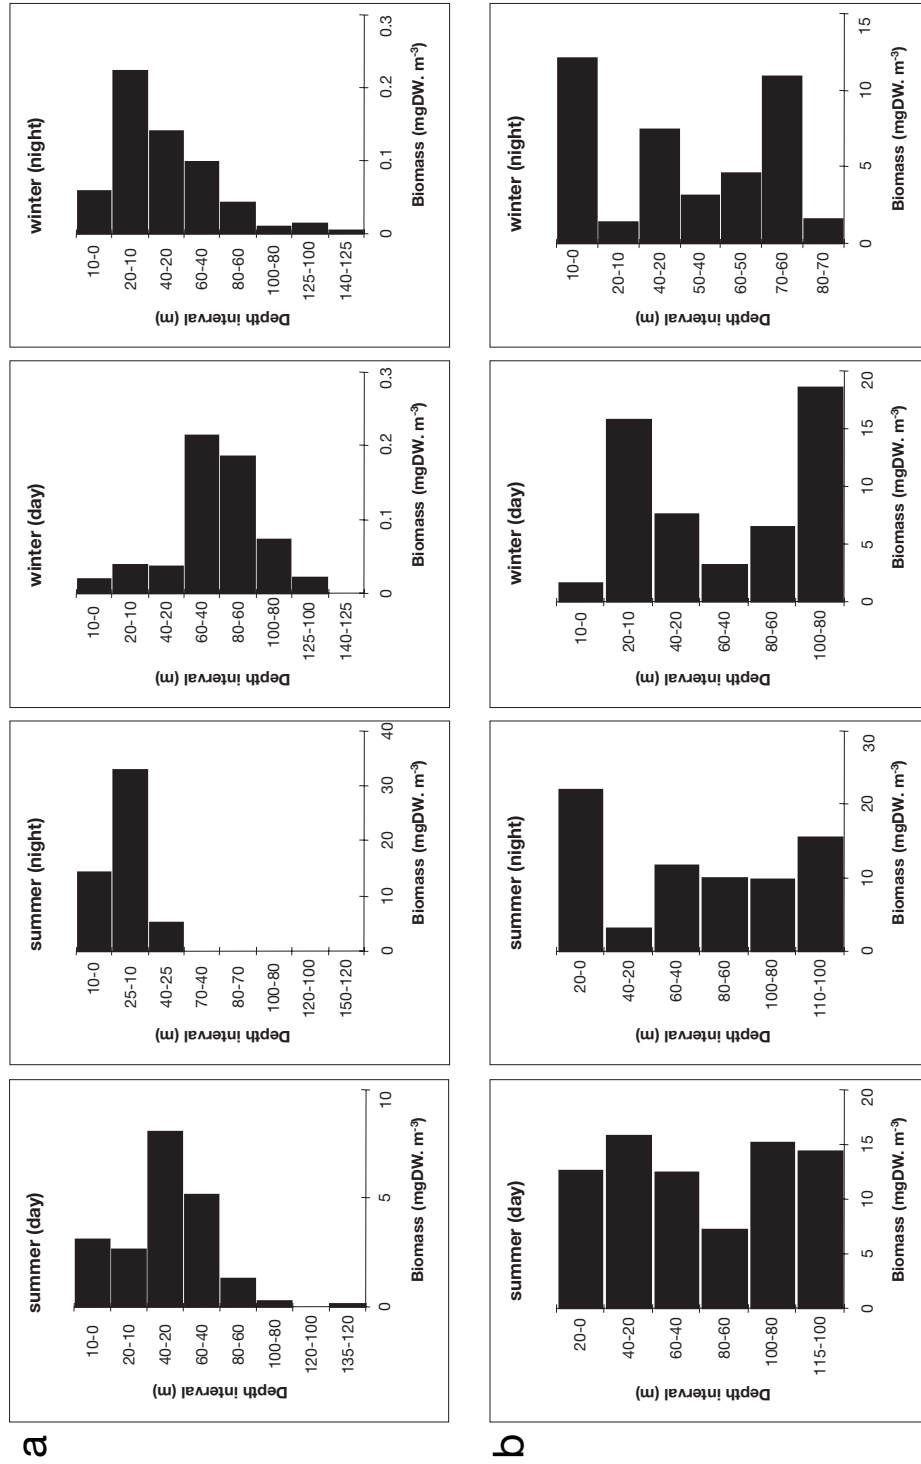 a
summer (day)
Depth interval (m)
10-0
20-10
40-20
60-40
80-60
100-80
120-100
135-120
0 5 10
Biomass (mgDW. m⁻³)
summer (night)
Depth interval (m)
10-0
25-10
40-25
70-40
80-70
100-80
120-100
150-120
0 10 20 30 40
Biomass (mgDW. m⁻³)
winter (day)
Depth interval (m)
10-0
20-10
40-20
60-40
80-60
100-80
125-100
140-125
0 0.1 0.2 0.3
Biomass (mgDW. m⁻³)
winter (night)
Depth interval (m)
10-0
20-10
40-20
60-40
80-60
100-80
125-100
140-125
0 0.1 0.2 0.3
Biomass (mgDW. m⁻³)
b
summer (day)
Depth interval (m)
20-0
40-20
60-40
80-60
100-80
115-100
0 5 10 15 20
Biomass (mgDW. m⁻³)
summer (night)
Depth interval (m)
20-0
40-20
60-40
80-60
100-80
110-100
0 10 20 30
Biomass (mgDW. m⁻³)
winter (day)
Depth interval (m)
10-0
20-10
40-20
60-40
80-60
100-80
0 5 10 15 20
Biomass (mgDW. m⁻³)
winter (night)
Depth interval (m)
10-0
20-10
40-20
50-40
60-50
70-60
80-70
0 5 10 15
Biomass (mgDW. m⁻³)